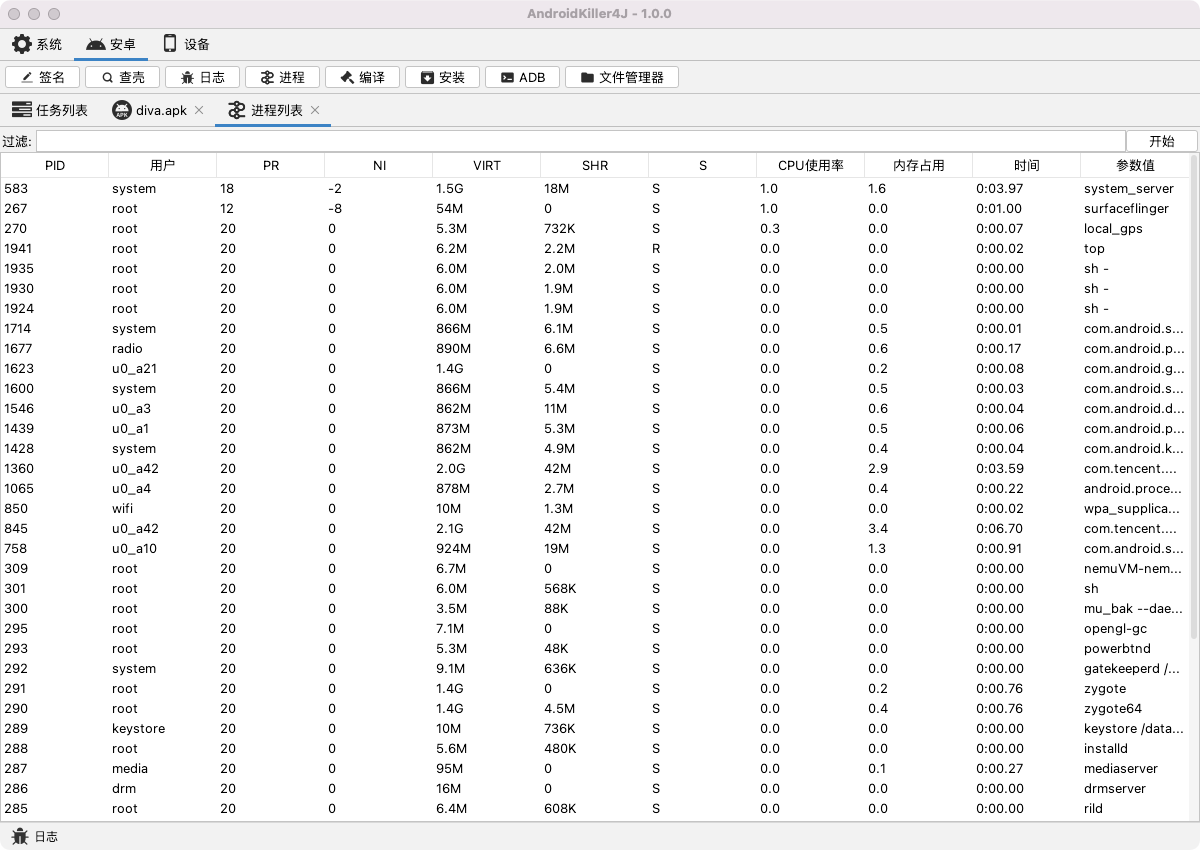 AndroidKiller4J - 1.0.0
系统 安卓 设备
签名 查壳 日志 进程 编译 安装 ADB 文件管理器
任务列表 diva.apk 进程列表
过滤: 开始
PID 用户 PR NI VIRT SHR S CPU使用率 内存占用 时间 参数值
583 system 18 -2 1.5G 18M S 1.0 1.6 0:03.97 system_server
267 root 12 -8 54M 0 S 1.0 0.0 0:01.00 surfaceflinger
270 root 20 0 5.3M 732K S 0.3 0.0 0:00.07 local_gps
1941 root 20 0 6.2M 2.2M R 0.0 0.0 0:00.02 top
1935 root 20 0 6.0M 2.0M S 0.0 0.0 0:00.00 sh -
1930 root 20 0 6.0M 1.9M S 0.0 0.0 0:00.00 sh -
1924 root 20 0 6.0M 1.9M S 0.0 0.0 0:00.00 sh -
1714 system 20 0 866M 6.1M S 0.0 0.5 0:00.01 com.android.s...
1677 radio 20 0 890M 6.6M S 0.0 0.6 0:00.17 com.android.p...
1623 u0_a21 20 0 1.4G 0 S 0.0 0.2 0:00.08 com.android.g...
1600 system 20 0 866M 5.4M S 0.0 0.5 0:00.03 com.android.s...
1546 u0_a3 20 0 862M 11M S 0.0 0.6 0:00.04 com.android.d...
1439 u0_a1 20 0 873M 5.3M S 0.0 0.5 0:00.06 com.android.p...
1428 system 20 0 862M 4.9M S 0.0 0.4 0:00.04 com.android.k...
1360 u0_a42 20 0 2.0G 42M S 0.0 2.9 0:03.59 com.tencent....
1065 u0_a4 20 0 878M 2.7M S 0.0 0.4 0:00.22 android.proce...
850 wifi 20 0 10M 1.3M S 0.0 0.0 0:00.02 wpa_supplica...
845 u0_a42 20 0 2.1G 42M S 0.0 3.4 0:06.70 com.tencent....
758 u0_a10 20 0 924M 19M S 0.0 1.3 0:00.91 com.android.s...
309 root 20 0 6.7M 0 S 0.0 0.0 0:00.00 nemuVM-nem...
301 root 20 0 6.0M 568K S 0.0 0.0 0:00.00 sh
300 root 20 0 3.5M 88K S 0.0 0.0 0:00.00 mu_bak --dae...
295 root 20 0 7.1M 0 S 0.0 0.0 0:00.00 opengl-gc
293 root 20 0 5.3M 48K S 0.0 0.0 0:00.00 powerbtnd
292 system 20 0 9.1M 636K S 0.0 0.0 0:00.00 gatekeeperd /...
291 root 20 0 1.4G 0 S 0.0 0.2 0:00.76 zygote
290 root 20 0 1.4G 4.5M S 0.0 0.4 0:00.76 zygote64
289 keystore 20 0 10M 736K S 0.0 0.0 0:00.00 keystore /data...
288 root 20 0 5.6M 480K S 0.0 0.0 0:00.00 installd
287 media 20 0 95M 0 S 0.0 0.1 0:00.27 mediaserver
286 drm 20 0 16M 0 S 0.0 0.0 0:00.00 drmserver
285 root 20 0 6.4M 608K S 0.0 0.0 0:00.00 rild
日志